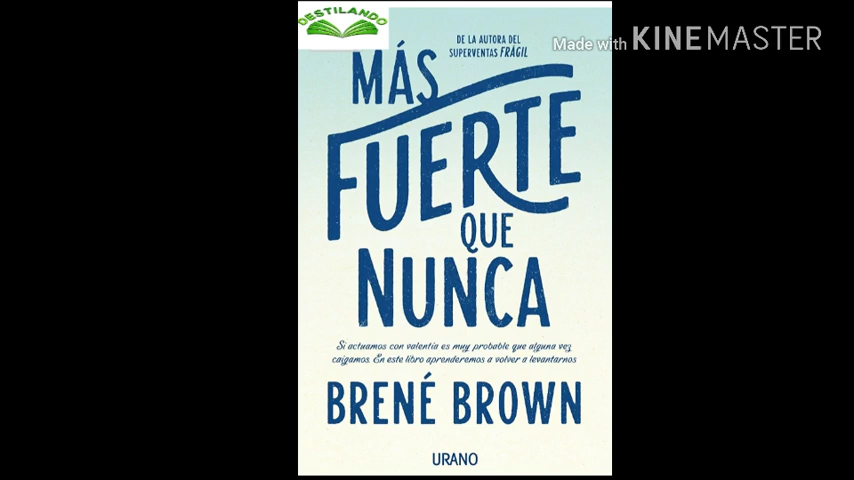 DESTILANDO
Made with KINEMASTER
DE LA AUTORA DEL
SUPERVENTAS FRÁGIL
MÁS
FUERTE
QUE
NUNCA
Si actuamos con valentía es muy probable que alguna vez
caigamos. En este libro aprenderemos a volver a levantarnos
BRENÉ BROWN
URANO